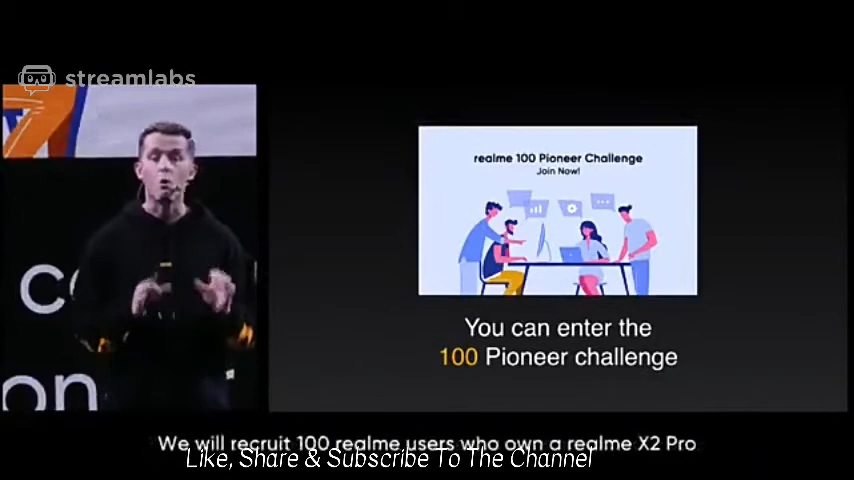 streamlabs
realme 100 Pioneer Challenge
Join Now!
You can enter the
100 Pioneer challenge
We will recruit 100 realme users who own a realme X2 Pro
Like, Share & Subscribe To The Channel